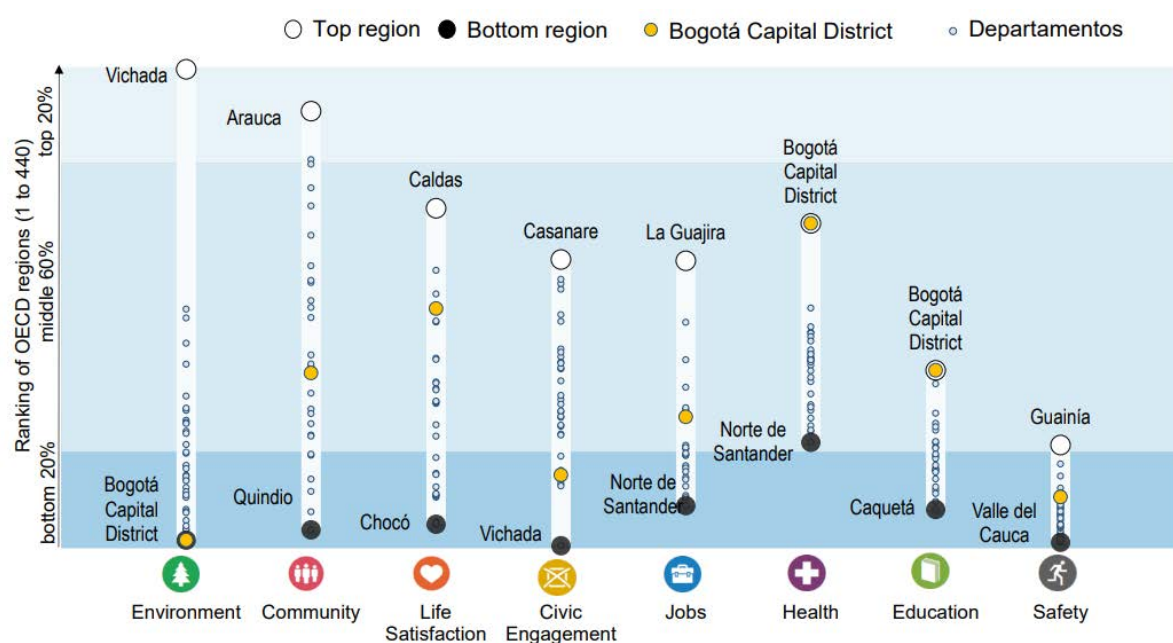 Top region
Bottom region
Bogotá Capital District
Departamentos
Ranking of OECD regions (1 to 440)
top 20%
middle 60%
bottom 20%
Vichada
Bogotá
Capital
District
Arauca
Quindio
Caldas
Chocó
Casanare
Vichada
La Guajira
Norte de
Santander
Bogotá
Capital
District
Norte de
Santander
Bogotá
Capital
District
Caquetá
Guainía
Valle del
Cauca
Environment
Community
Life
Satisfaction
Civic
Engagement
Jobs
Health
Education
Safety